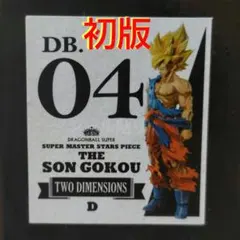 初版
DB.
04
DRAGONBALL SUPER
SUPER MASTER STARS PIECE
THE
SON GOKOU
TWO DIMENSIONS
D